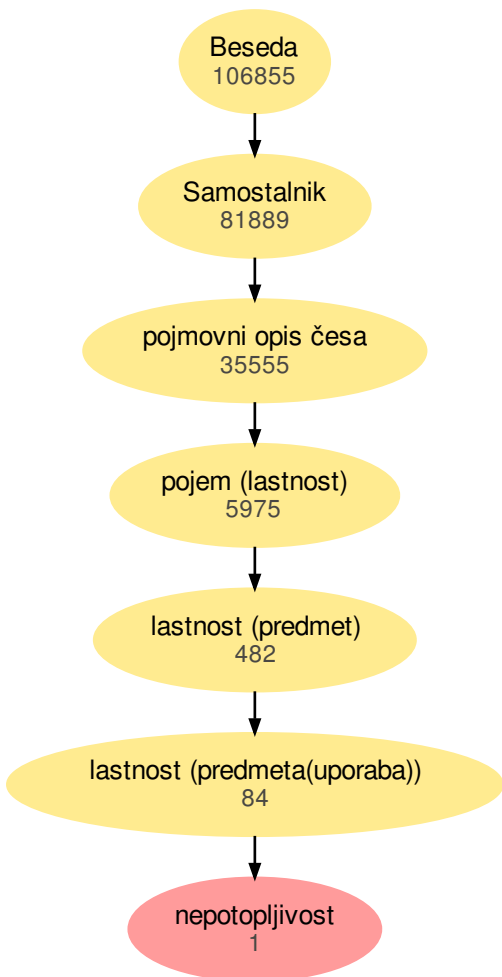 Beseda
106855
Samostalnik
81889
pojmovni opis česa
35555
pojem (lastnost)
5975
lastnost (predmet)
482
lastnost (predmeta(uporaba))
84
nepotopljivost
1